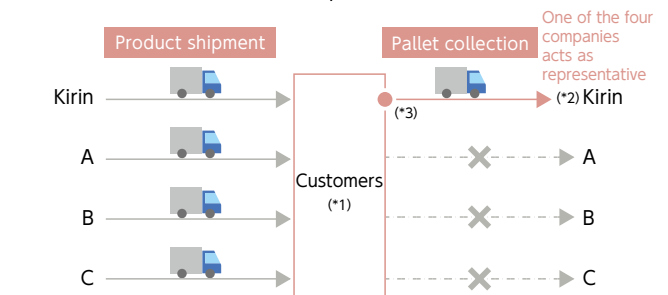 One of the four
companies
acts as
representative
Product shipment
Pallet collection
Kirin
(*2) Kirin
(*3)
A
A
Customers
(*1)
B
B
C
C